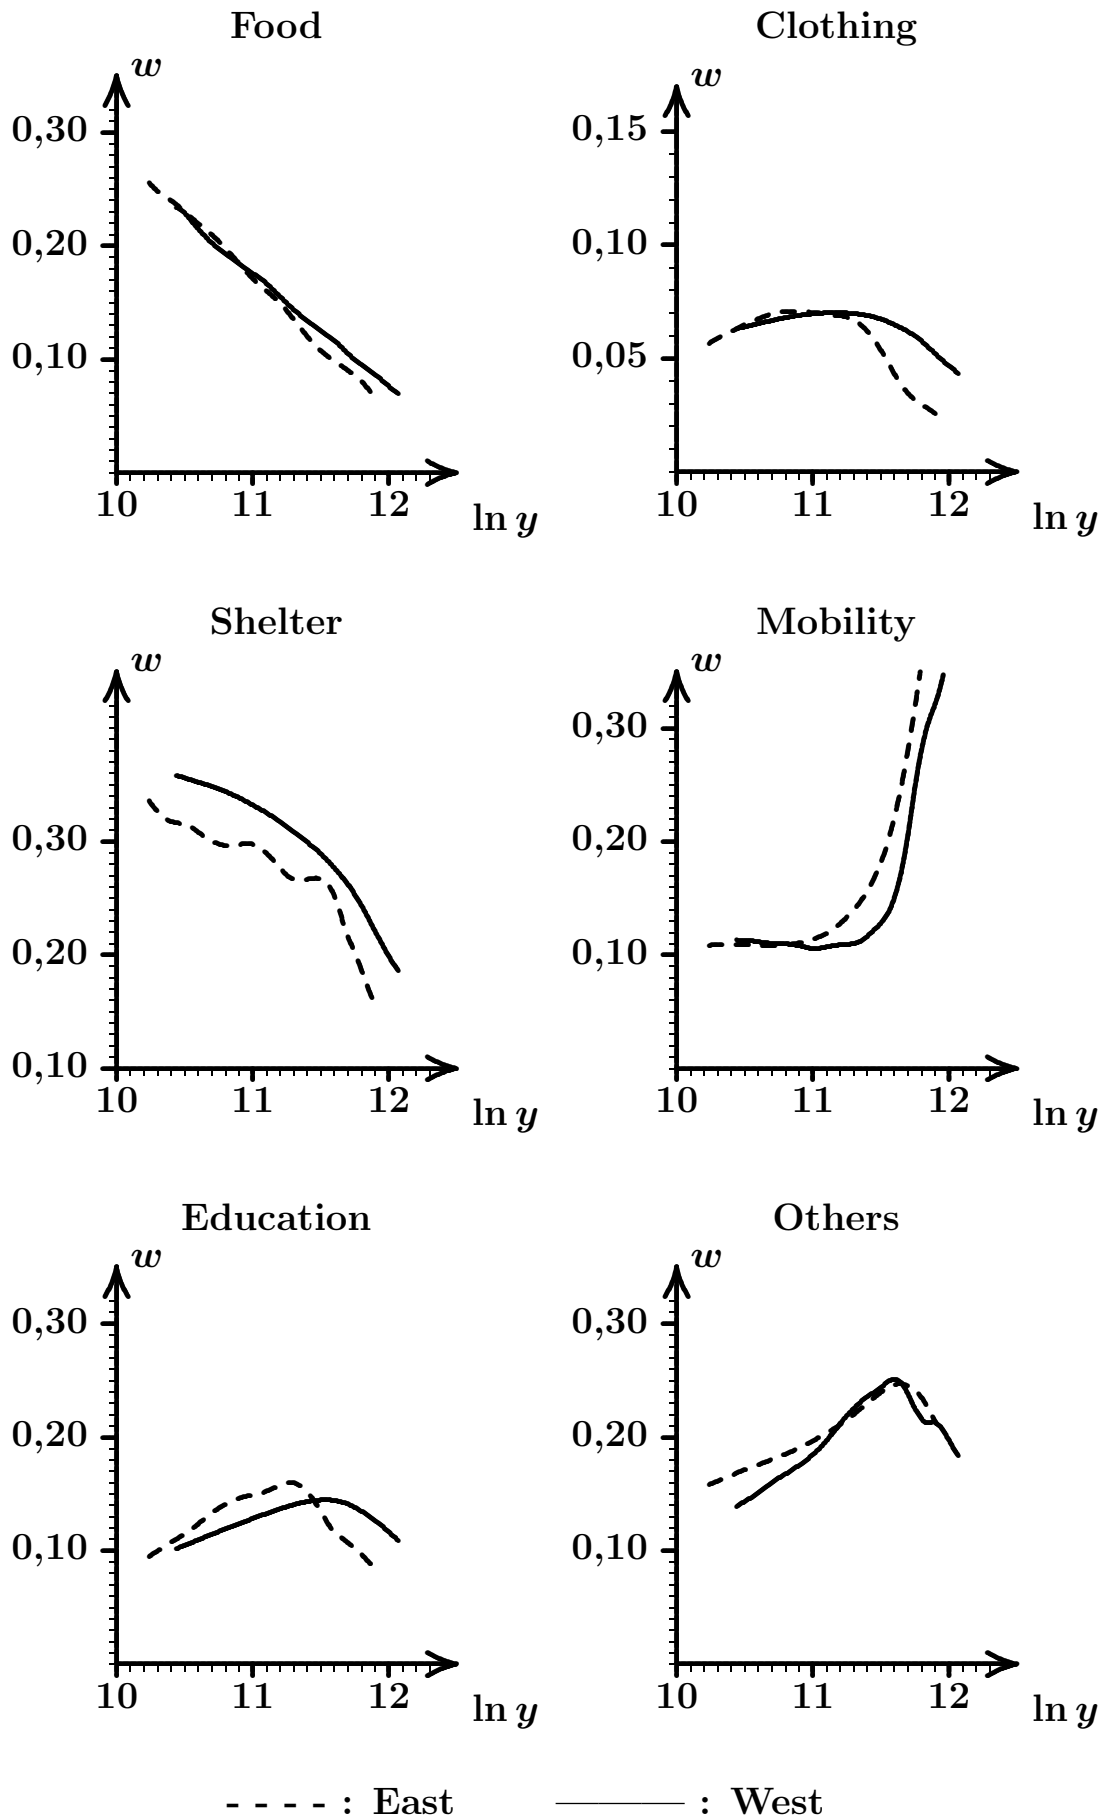 Food Clothing
w w
0,30 0,15
0,20 0,10
0,10 0,05
10 11 12 10 11 12
ln y ln y
Shelter Mobility
w w
0,30
0,30 0,20
0,20 0,10
0,10
10 11 12 10 11 12
ln y ln y
Education Others
w w
0,30 0,30
0,20 0,20
0,10 0,10
10 11 12 10 11 12
ln y ln y
: East : West